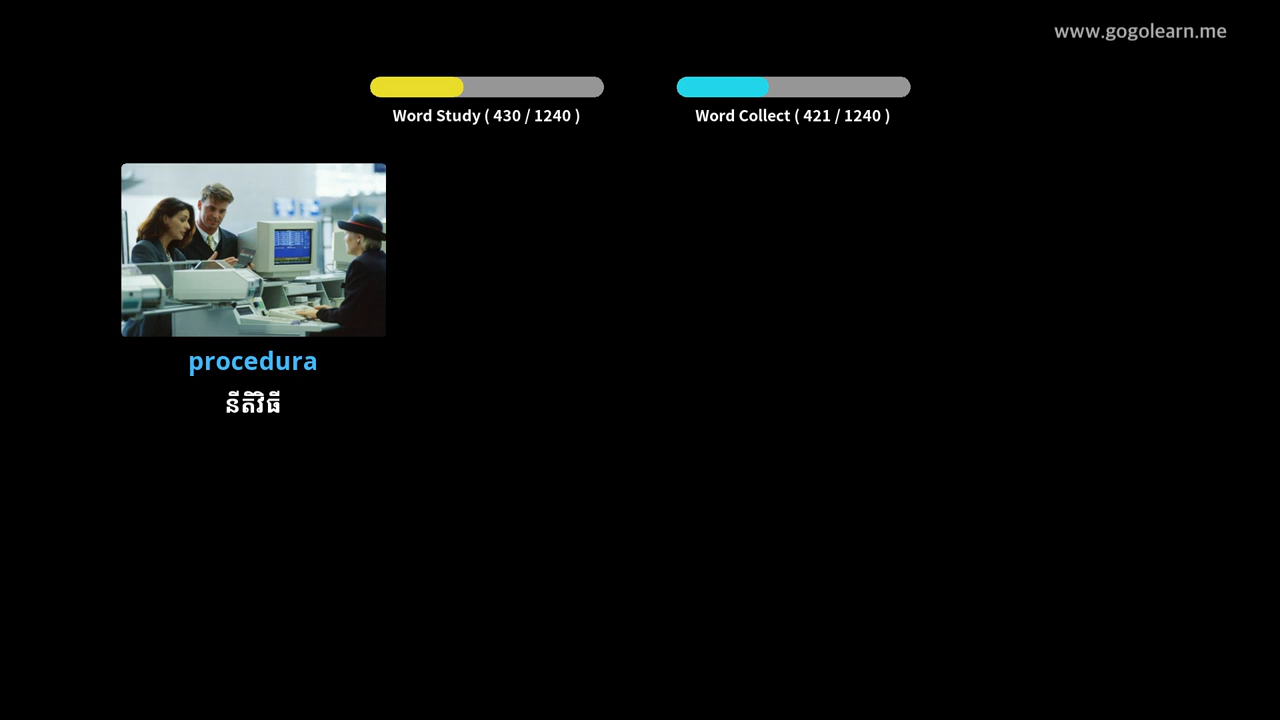 www.gogolearn.me
Word Study ( 430 / 1240 )
Word Collect ( 421 / 1240 )
procedura
នីតិវិធី